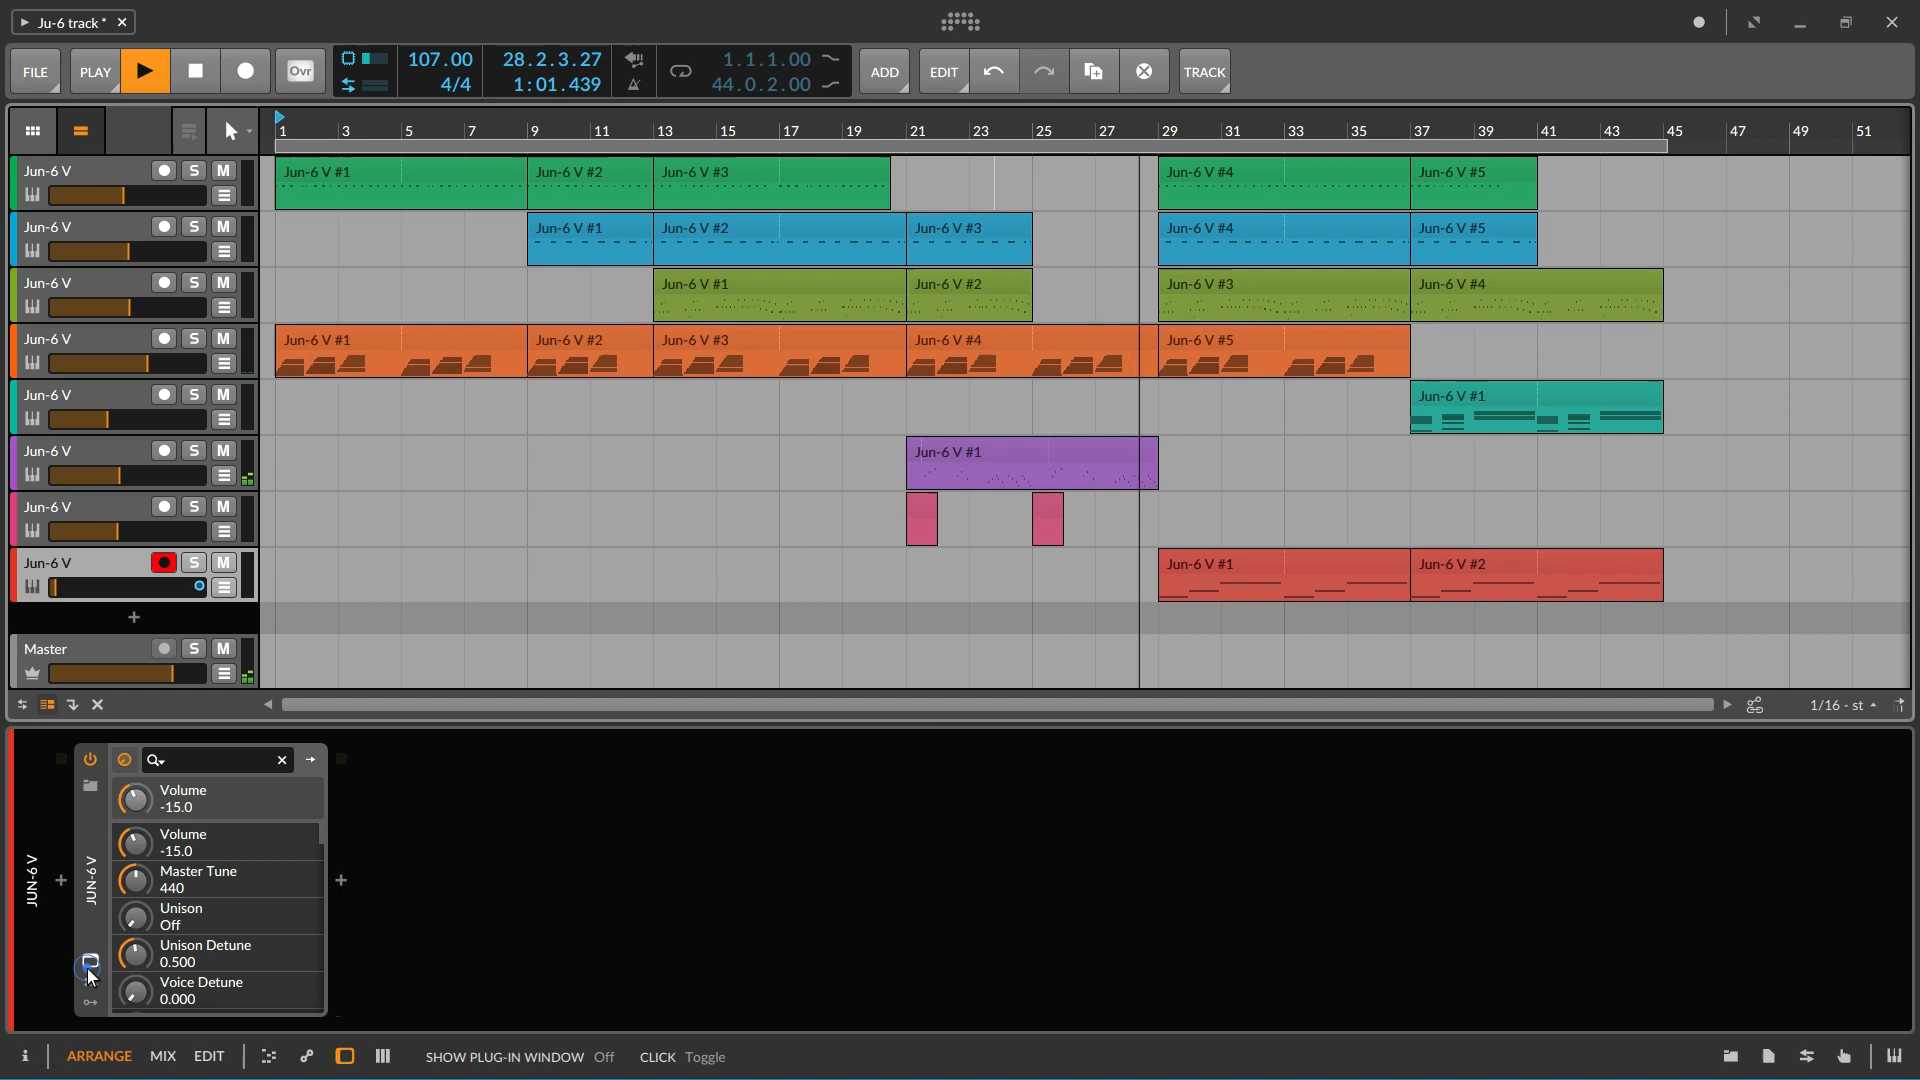 Ju-6 track*
FILE PLAY Ovr 107.00 4/4 28.2.3.27 1:01.439 1.1.1.00 44.0.2.00 ADD EDIT TRACK
1 3 5 7 9 11 13 15 17 19 21 23 25 27 29 31 33 35 37 39 41 43 45 47 49 51
Jun-6 V S M Jun-6 V #1 Jun-6 V #2 Jun-6 V #3 Jun-6 V #4 Jun-6 V #5
Jun-6 V S M Jun-6 V #1 Jun-6 V #2 Jun-6 V #3 Jun-6 V #4 Jun-6 V #5
Jun-6 V S M Jun-6 V #1 Jun-6 V #2 Jun-6 V #3 Jun-6 V #4
Jun-6 V S M Jun-6 V #1 Jun-6 V #2 Jun-6 V #3 Jun-6 V #4 Jun-6 V #5
Jun-6 V S M Jun-6 V #1
Jun-6 V S M Jun-6 V #1
Jun-6 V S M
Jun-6 V S M Jun-6 V #1 Jun-6 V #2
Master S M
1/16 - st
JUN-6 V
JUN-6 V
Volume
-15.0
Volume
-15.0
Master Tune
440
Unison
Off
Unison Detune
0.500
Voice Detune
0.000
ARRANGE MIX EDIT SHOW PLUG-IN WINDOW Off CLICK Toggle